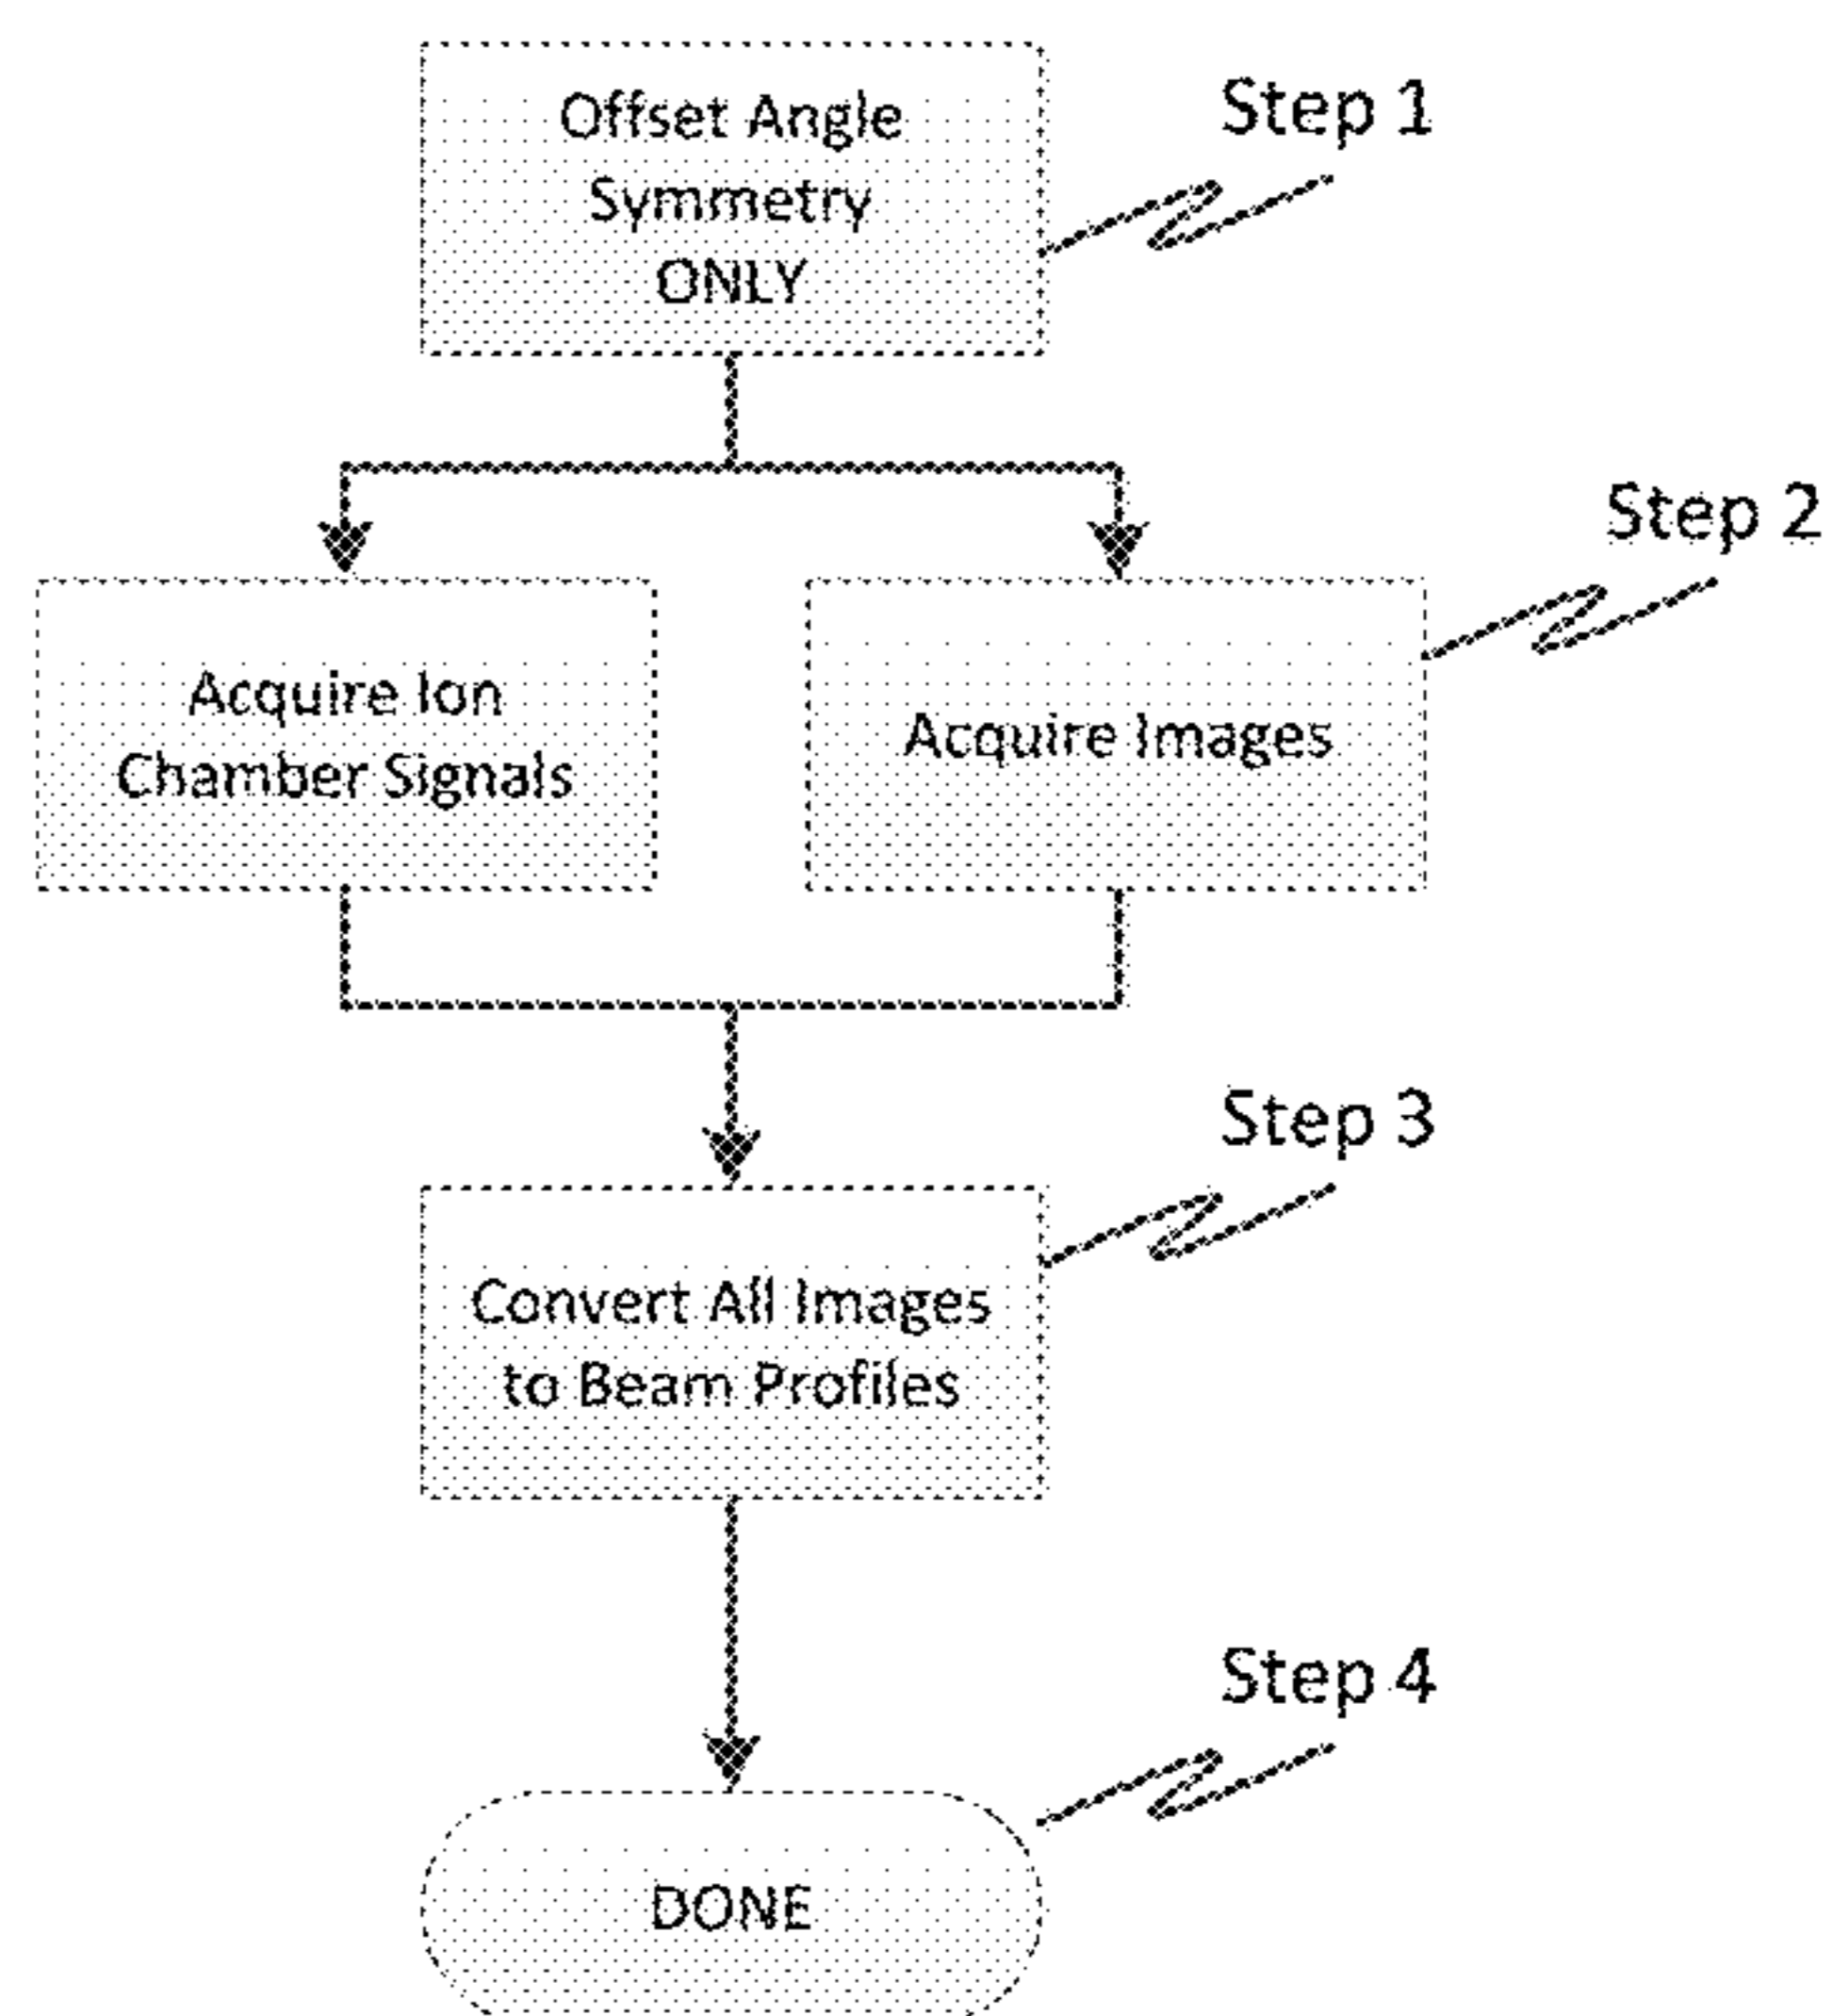 Offset Angle
Symmetry
ONLY
Step 1
Step 2
Acquire Ion
Chamber Signals
Acquire Images
Step 3
Convert All Images
to Beam Profiles
Step 4
DONE